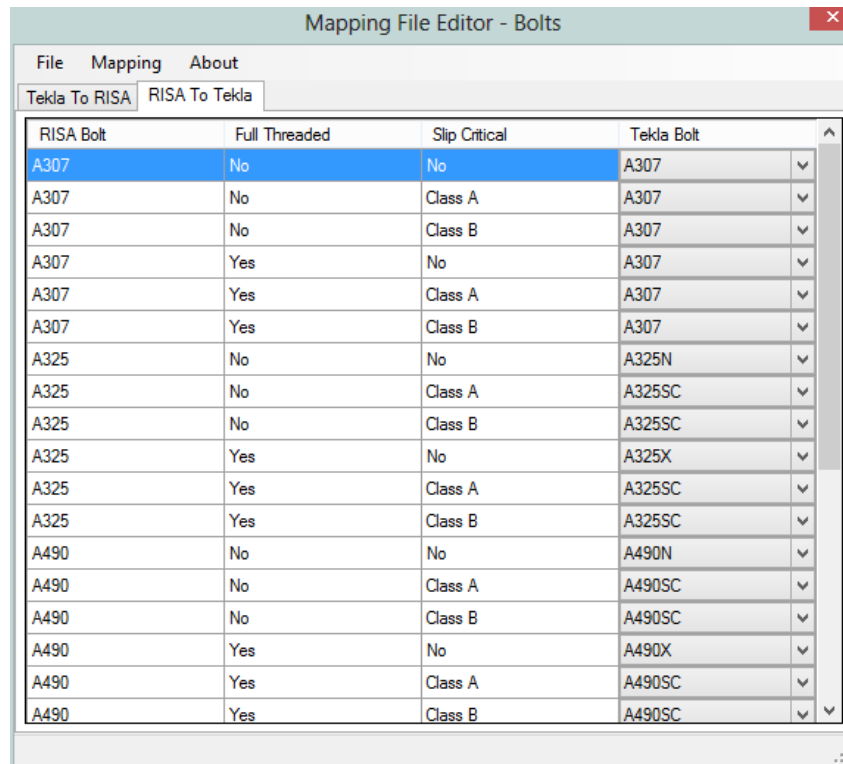 Mapping File Editor - Bolts
File Mapping About
Tekla To RISA RISA To Tekla
RISA Bolt Full Threaded Slip Critical Tekla Bolt
A307 No No A307
A307 No Class A A307
A307 No Class B A307
A307 Yes No A307
A307 Yes Class A A307
A307 Yes Class B A307
A325 No No A325N
A325 No Class A A325SC
A325 No Class B A325SC
A325 Yes No A325X
A325 Yes Class A A325SC
A325 Yes Class B A325SC
A490 No No A490N
A490 No Class A A490SC
A490 No Class B A490SC
A490 Yes No A490X
A490 Yes Class A A490SC
A490 Yes Class B A490SC